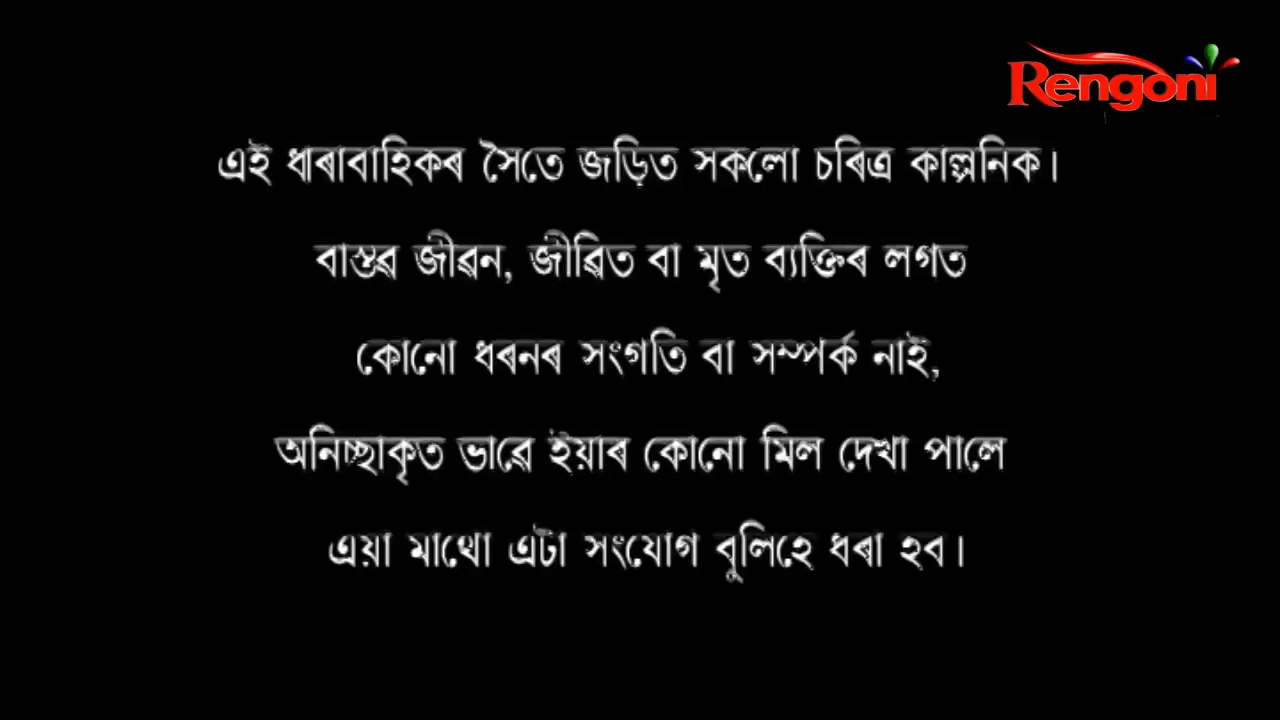 Rengoni
এই ধাৰাবাহিকৰ সৈতে জড়িত সকলো চৰিত্ৰ কাল্পনিক।
বাস্তৱ জীৱন, জীৱিত বা মৃত ব্যক্তিৰ লগত
কোনো ধৰনৰ সংগতি বা সম্পৰ্ক নাই,
অনিচ্ছাকৃত ভাৱে ইয়াৰ কোনো মিল দেখা পালে
এয়া মাথো এটা সংযোগ বুলিহে ধৰা হব।